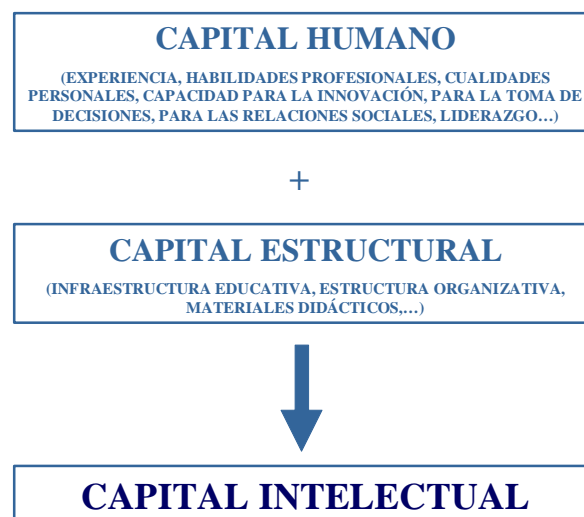 CAPITAL HUMANO
(EXPERIENCIA, HABILIDADES PROFESIONALES, CUALIDADES
PERSONALES, CAPACIDAD PARA LA INNOVACIÓN, PARA LA TOMA DE
DECISIONES, PARA LAS RELACIONES SOCIALES, LIDERAZGO…)
+
CAPITAL ESTRUCTURAL
(INFRAESTRUCTURA EDUCATIVA, ESTRUCTURA ORGANIZATIVA,
MATERIALES DIDÁCTICOS,…)
CAPITAL INTELECTUAL